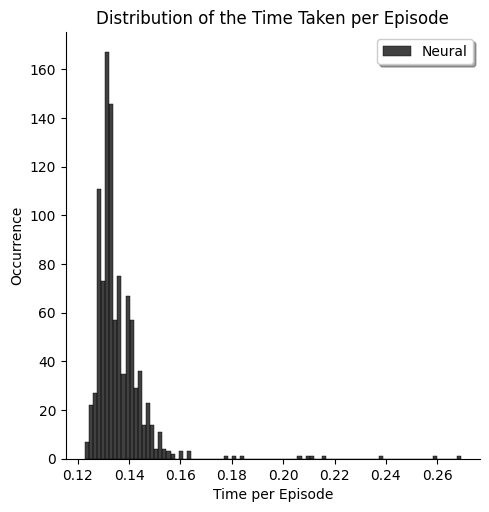 Distribution of the Time Taken per Episode
Neural
160
140
120
100
80
60
40
20
0
Occurrence
0.12 0.14 0.16 0.18 0.20 0.22 0.24 0.26
Time per Episode